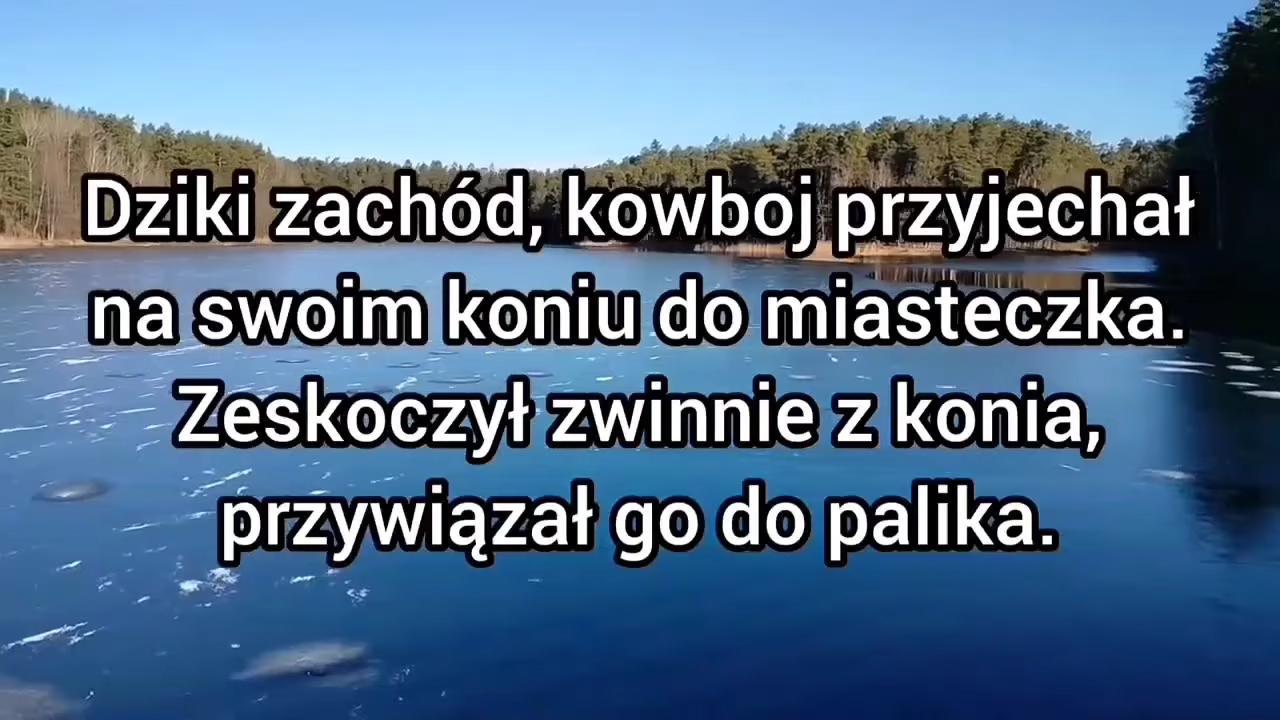 Dziki zachód, kowboj przyjechał
na swoim koniu do miasteczka.
Zeskoczył zwinnie z konia,
przywiązał go do palika.